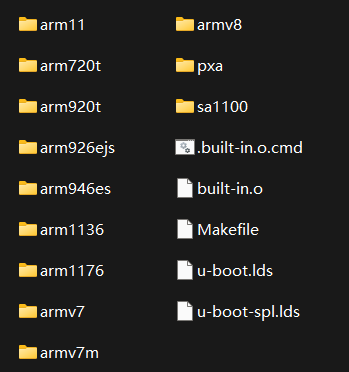 arm11
arm720t
arm920t
arm926ejs
arm946es
arm1136
arm1176
armv7
armv7m
armv8
pxa
sa1100
.built-in.o.cmd
built-in.o
Makefile
u-boot.lds
u-boot-spl.lds